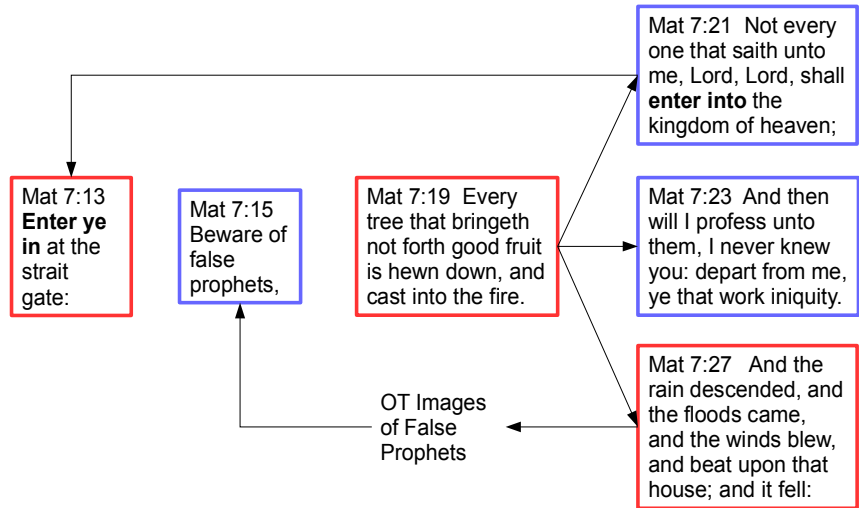 Mat 7:21 Not every
one that saith unto
me, Lord, Lord, shall
enter into the
kingdom of heaven;
Mat 7:13
Enter ye
in at the
strait
gate:
Mat 7:15
Beware of
false
prophets,
Mat 7:19 Every
tree that bringeth
not forth good fruit
is hewn down, and
cast into the fire.
Mat 7:23 And then
will I profess unto
them, I never knew
you: depart from me,
ye that work iniquity.
OT Images
of False
Prophets
Mat 7:27 And the
rain descended, and
the floods came,
and the winds blew,
and beat upon that
house; and it fell: